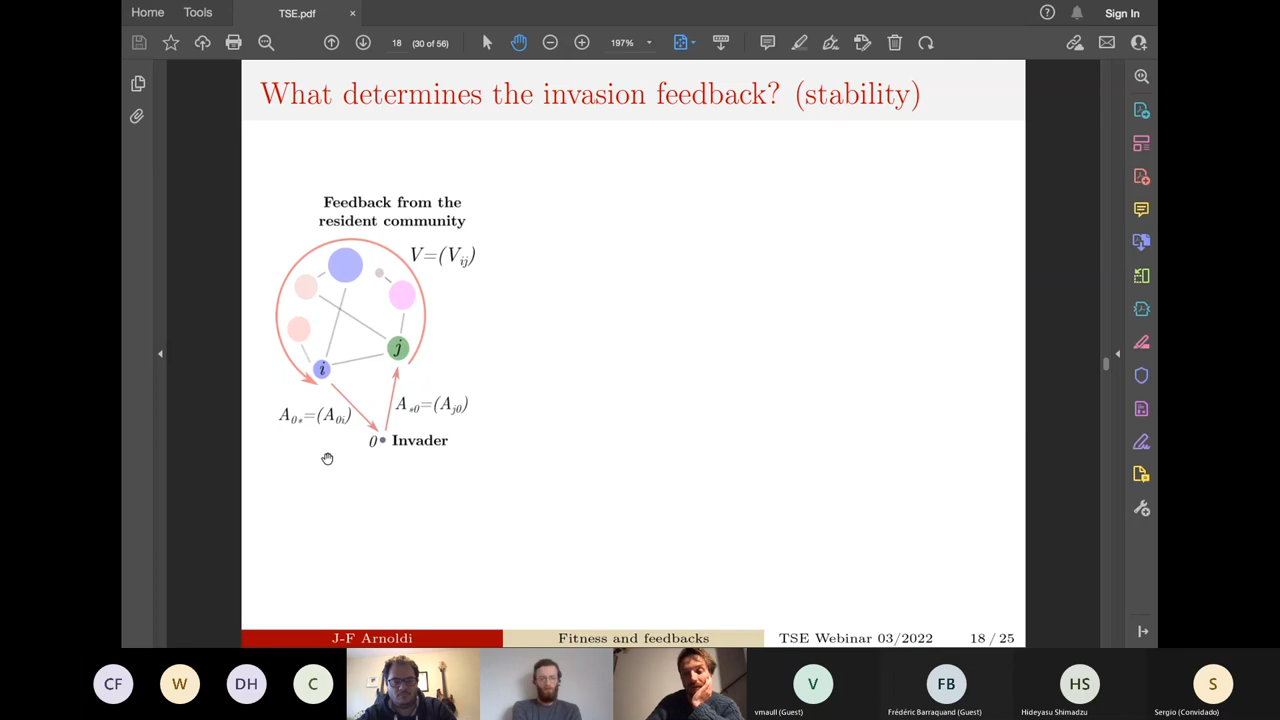 Home Tools TSE.pdf × Sign In
18 (30 of 56) 197%
What determines the invasion feedback? (stability)
Feedback from the
resident community
V=(Vij)
j
i
A0*=(A0i) A*0=(Aj0)
0 Invader
J-F Arnoldi Fitness and feedbacks TSE Webinar 03/2022 18 / 25
CF W DH C V FB HS S
vmaull (Guest) Frédéric Barraquand (Guest) Hideyasu Shimadzu Sergio (Convidado)